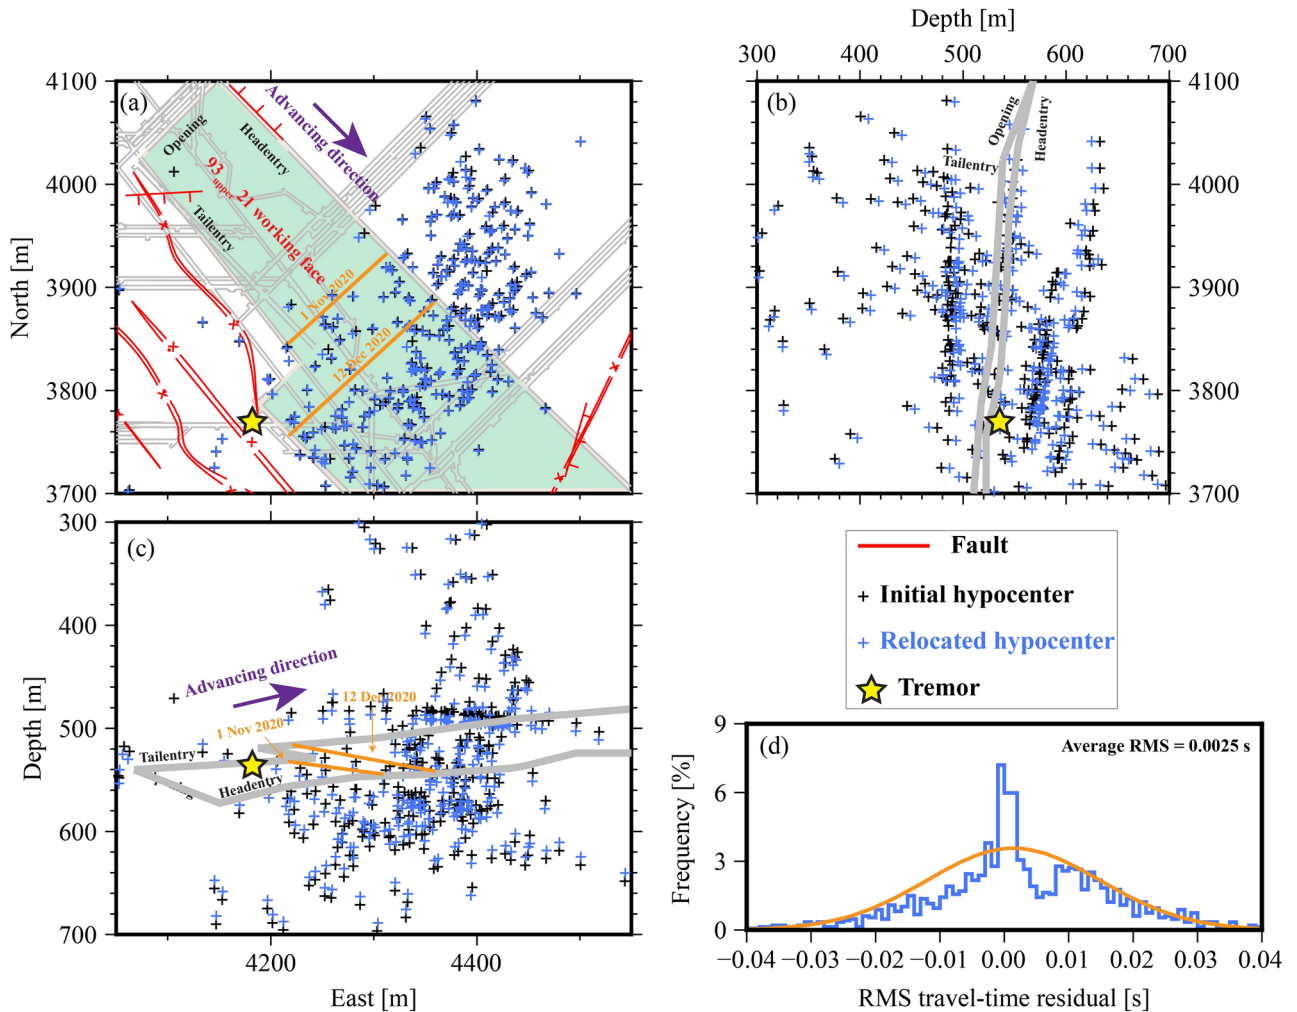 Depth [m]
300 400 500 600 700
4100
4000
3900
3800
3700
North [m]
(a)
Advancing direction
Opening
Headentry
93upper 21 working face
Tailentry
1 Nov 2020
12 Dec 2020
(b)
Opening
Headentry
Tailentry
4100
4000
3900
3800
3700
300
400
500
600
700
Depth [m]
(c)
Advancing direction
12 Dec 2020
1 Nov 2020
Tailentry
Headentry
4200 4400
East [m]
Fault
Initial hypocenter
Relocated hypocenter
Tremor
9
6
3
0
Frequency [%]
(d)
Average RMS = 0.0025 s
−0.04 −0.03 −0.02 −0.01 0.00 0.01 0.02 0.03 0.04
RMS travel-time residual [s]